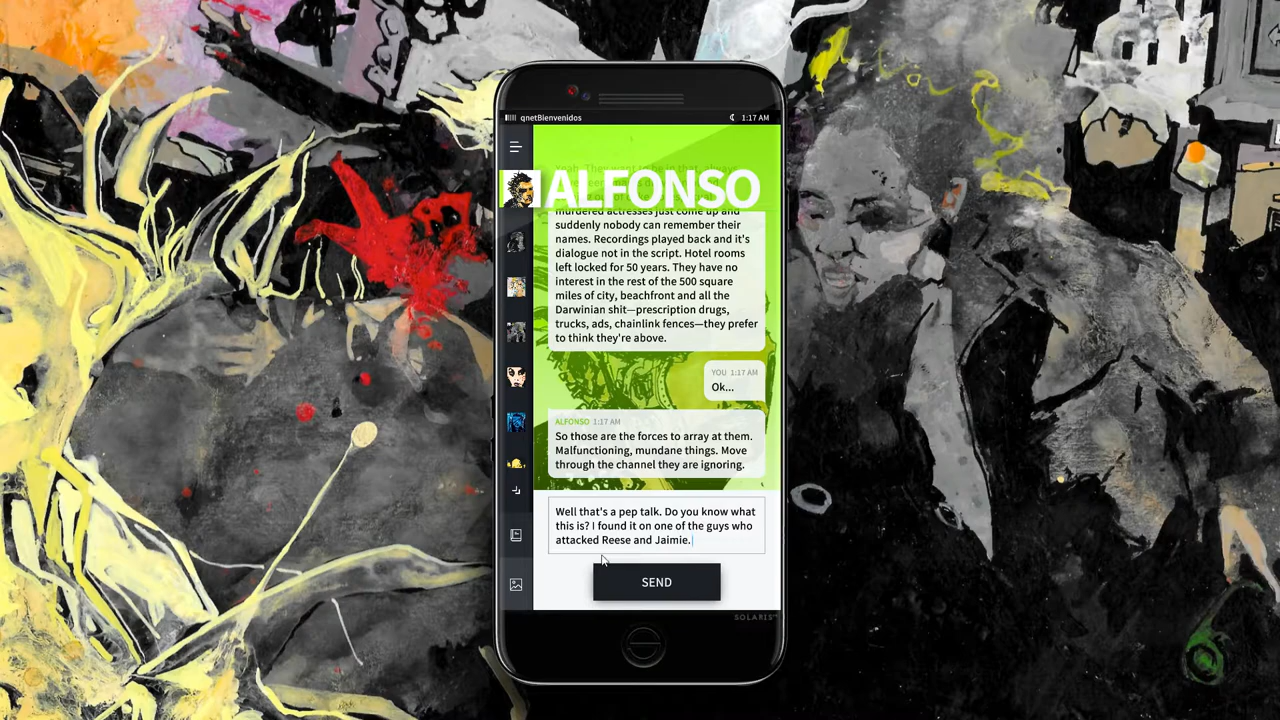 qnetBienvenidos
1:17 AM
ALFONSO
murdered actresses just come up and
suddenly nobody can remember their
names. Recordings played back and it's
dialogue not in the script. Hotel rooms
left locked for 50 years. They have no
interest in the rest of the 500 square
miles of city, beachfront and all the
Darwinian shit—prescription drugs,
trucks, ads, chainlink fences—they prefer
to think they're above.
YOU 1:17 AM
Ok...
ALFONSO 1:17 AM
So those are the forces to array at them.
Malfunctioning, mundane things. Move
through the channel they are ignoring.
Well that's a pep talk. Do you know what
this is? I found it on one of the guys who
attacked Reese and Jaimie.
SEND
SOLARIS